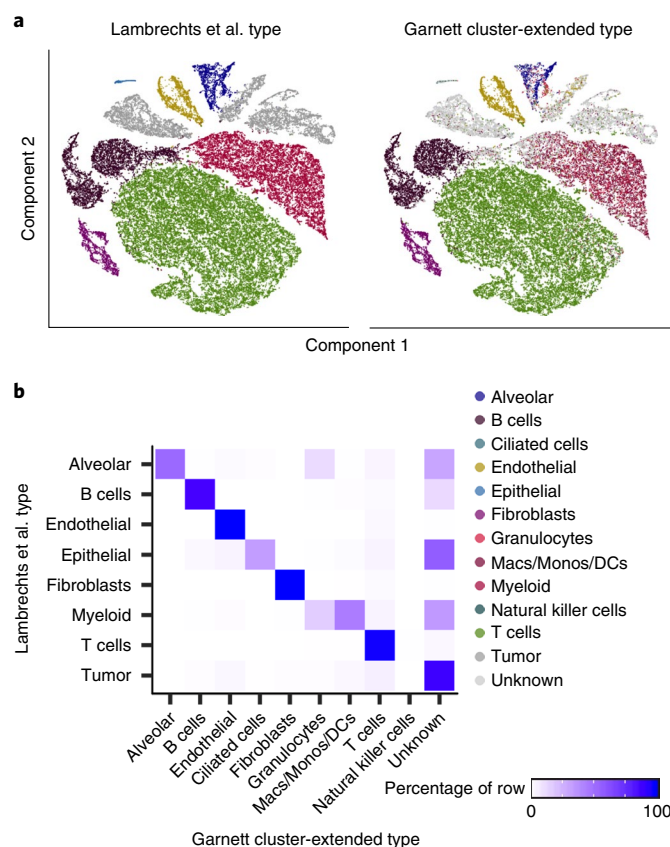 a
Lambrechts et al. type
Garnett cluster-extended type
Component 2
Component 1
b
Lambrechts et al. type
Alveolar
B cells
Endothelial
Epithelial
Fibroblasts
Myeloid
T cells
Tumor
Alveolar
B cells
Endothelial
Ciliated cells
Fibroblasts
Granulocytes
Macs/Monos/DCs
T cells
Natural killer cells
Unknown
Garnett cluster-extended type
Alveolar
B cells
Ciliated cells
Endothelial
Epithelial
Fibroblasts
Granulocytes
Macs/Monos/DCs
Myeloid
Natural killer cells
T cells
Tumor
Unknown
Percentage of row
0
100